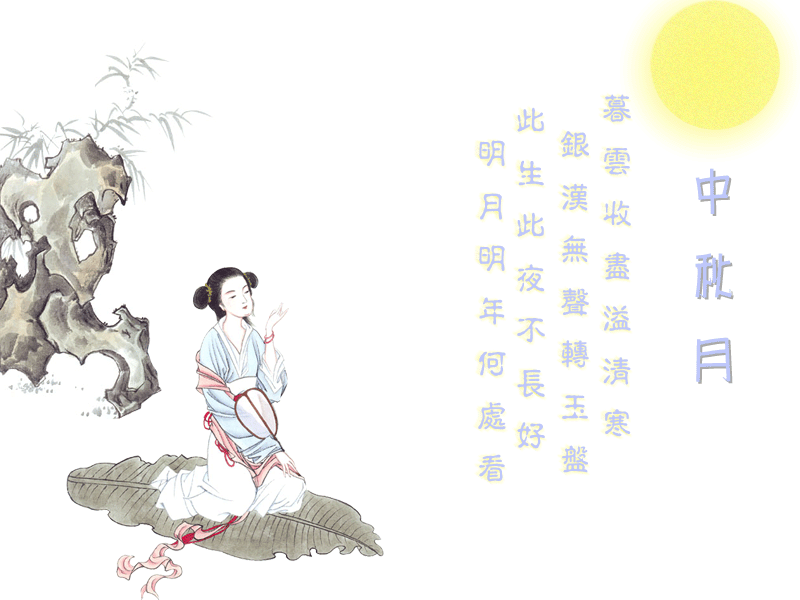 中秋月
暮雲收盡溢清寒
銀漢無聲轉玉盤
此生此夜不長好
明月明年何處看